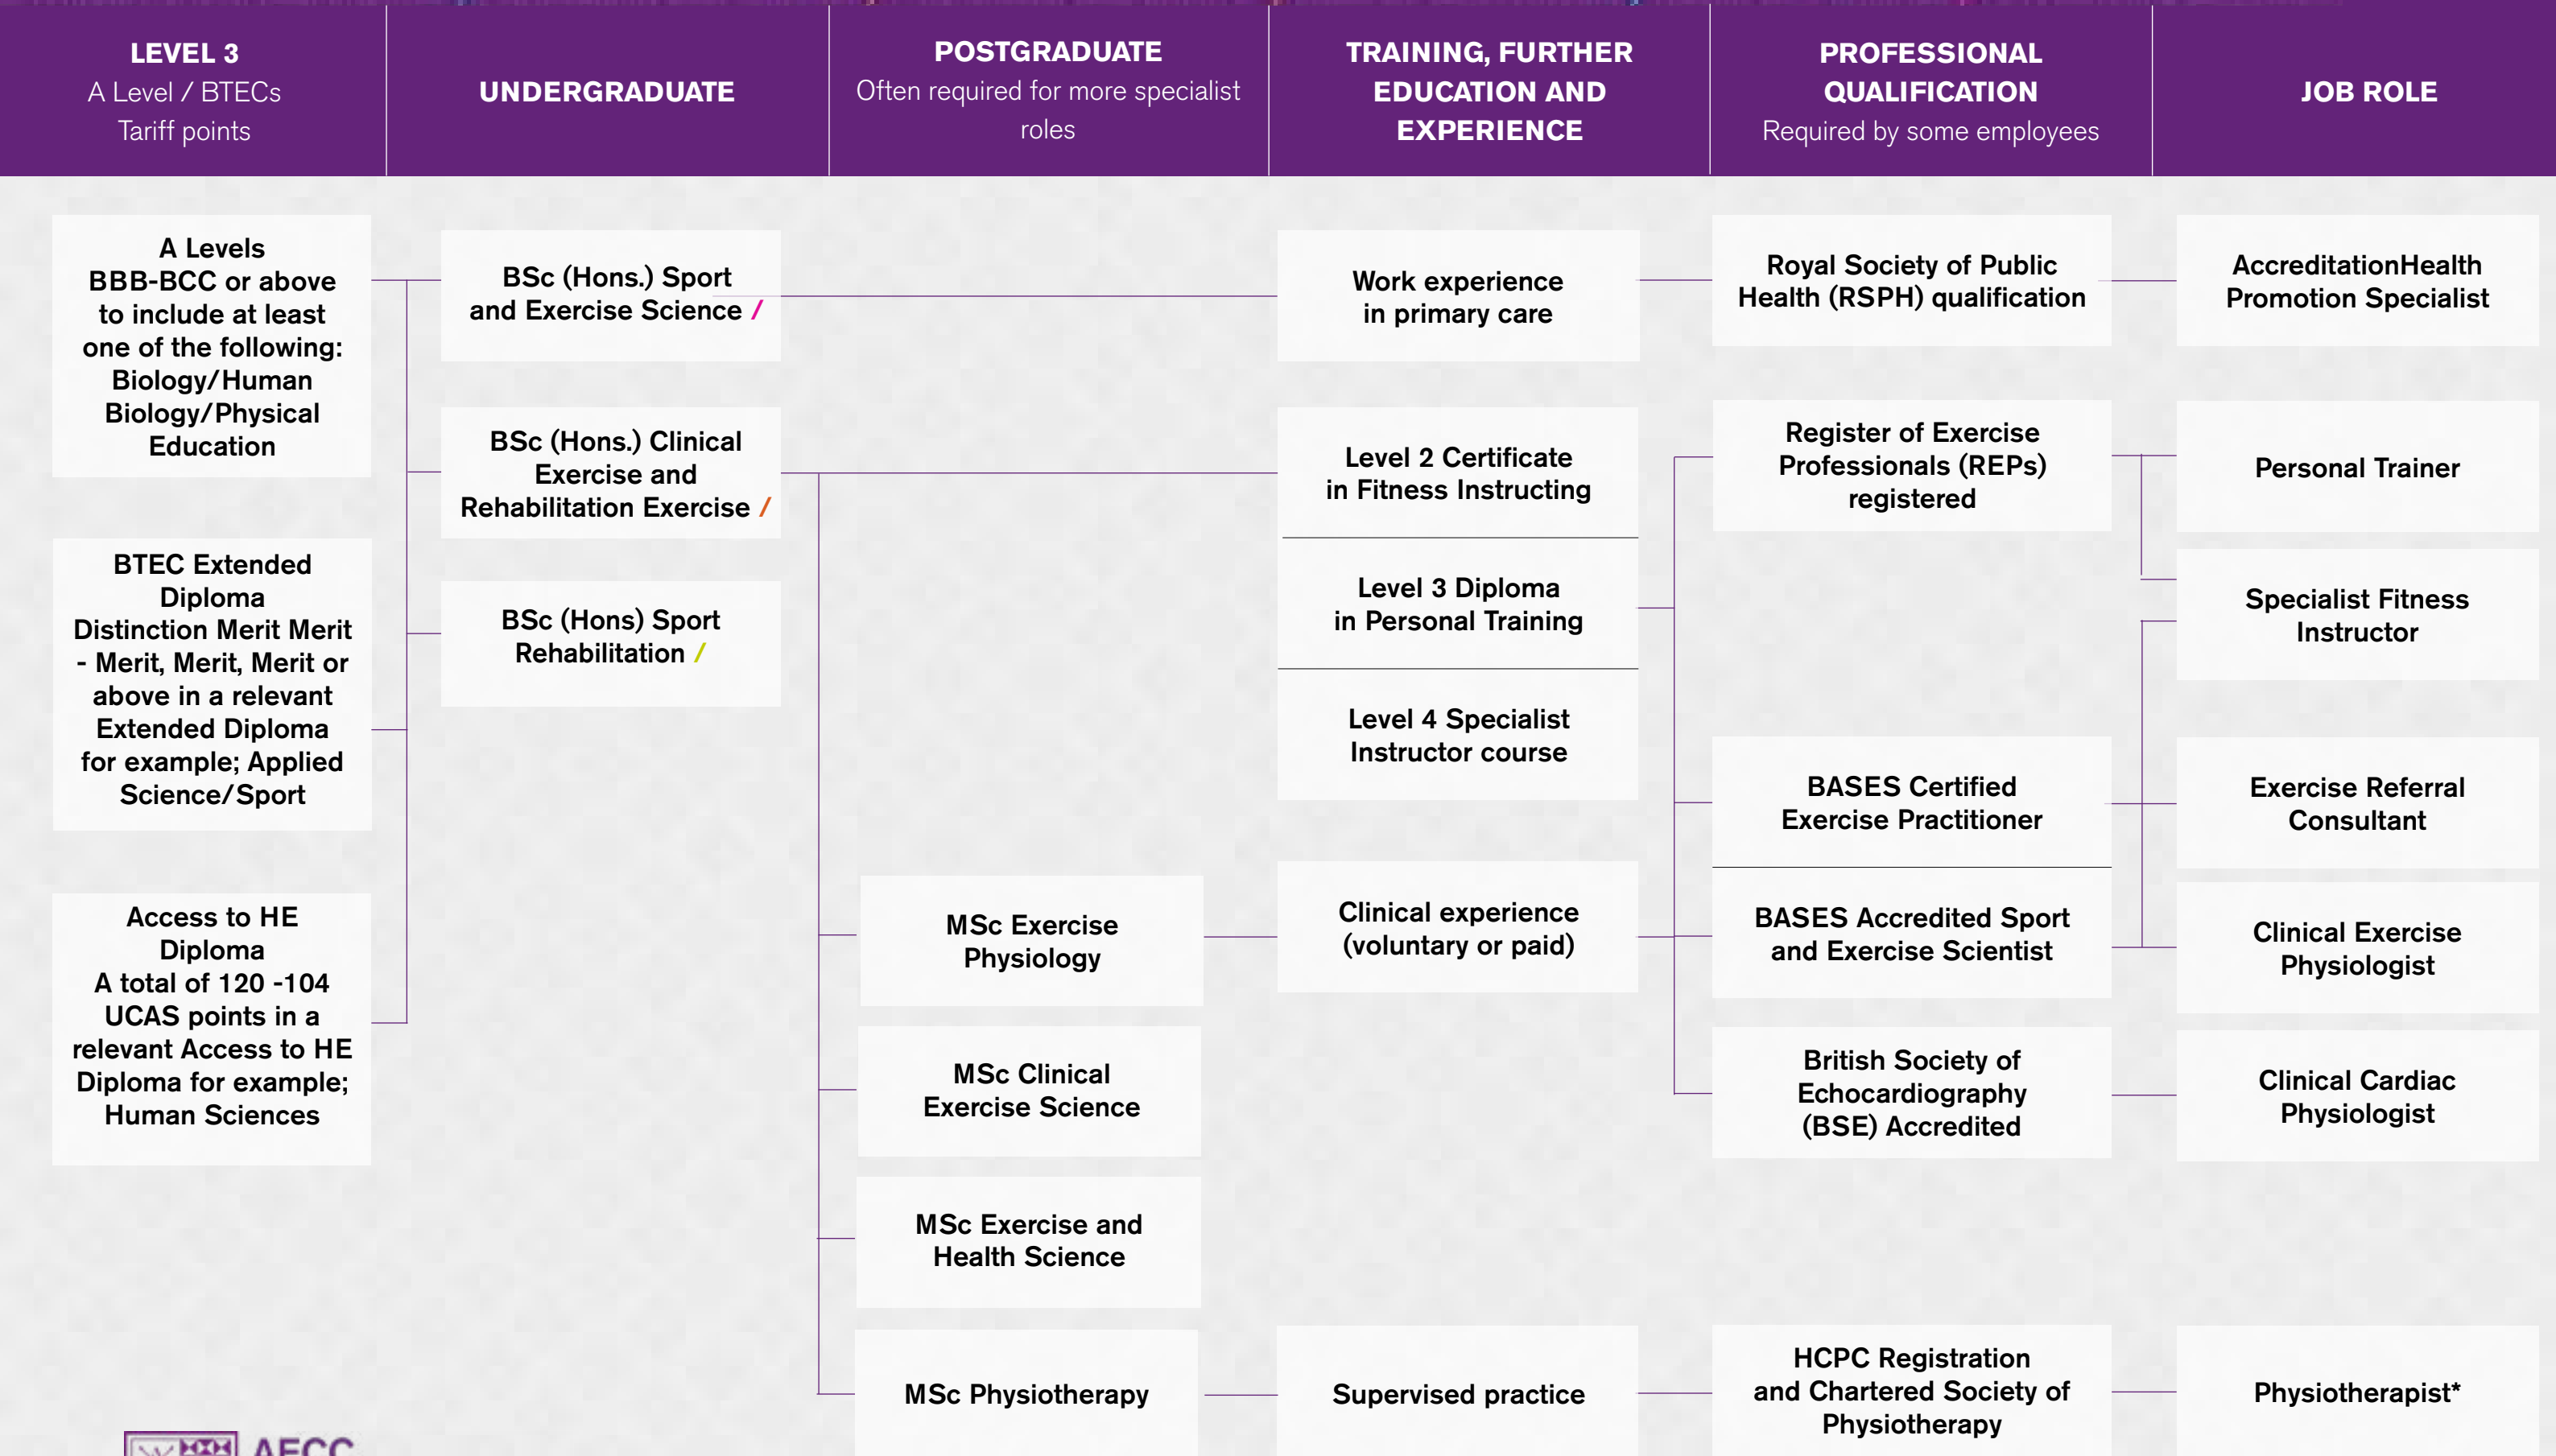 LEVEL 3
A Level / BTECs
Tariff points
UNDERGRADUATE
POSTGRADUATE
Often required for more specialist
roles
TRAINING, FURTHER
EDUCATION AND
EXPERIENCE
PROFESSIONAL
QUALIFICATION
Required by some employees
JOB ROLE
A Levels
BBB-BCC or above
to include at least
one of the following:
Biology/Human
Biology/Physical
Education
BTEC Extended
Diploma
Distinction Merit Merit
- Merit, Merit, Merit or
above in a relevant
Extended Diploma
for example; Applied
Science/Sport
Access to HE
Diploma
A total of 120 -104
UCAS points in a
relevant Access to HE
Diploma for example;
Human Sciences
BSc (Hons.) Sport
and Exercise Science /
BSc (Hons.) Clinical
Exercise and
Rehabilitation Exercise /
BSc (Hons) Sport
Rehabilitation /
MSc Exercise
Physiology
MSc Clinical
Exercise Science
MSc Exercise and
Health Science
MSc Physiotherapy
Work experience
in primary care
Level 2 Certificate
in Fitness Instructing
Level 3 Diploma
in Personal Training
Level 4 Specialist
Instructor course
Clinical experience
(voluntary or paid)
Supervised practice
Royal Society of Public
Health (RSPH) qualification
Register of Exercise
Professionals (REPs)
registered
BASES Certified
Exercise Practitioner
BASES Accredited Sport
and Exercise Scientist
British Society of
Echocardiography
(BSE) Accredited
HCPC Registration
and Chartered Society of
Physiotherapy
AccreditationHealth
Promotion Specialist
Personal Trainer
Specialist Fitness
Instructor
Exercise Referral
Consultant
Clinical Exercise
Physiologist
Clinical Cardiac
Physiologist
Physiotherapist*
AECC